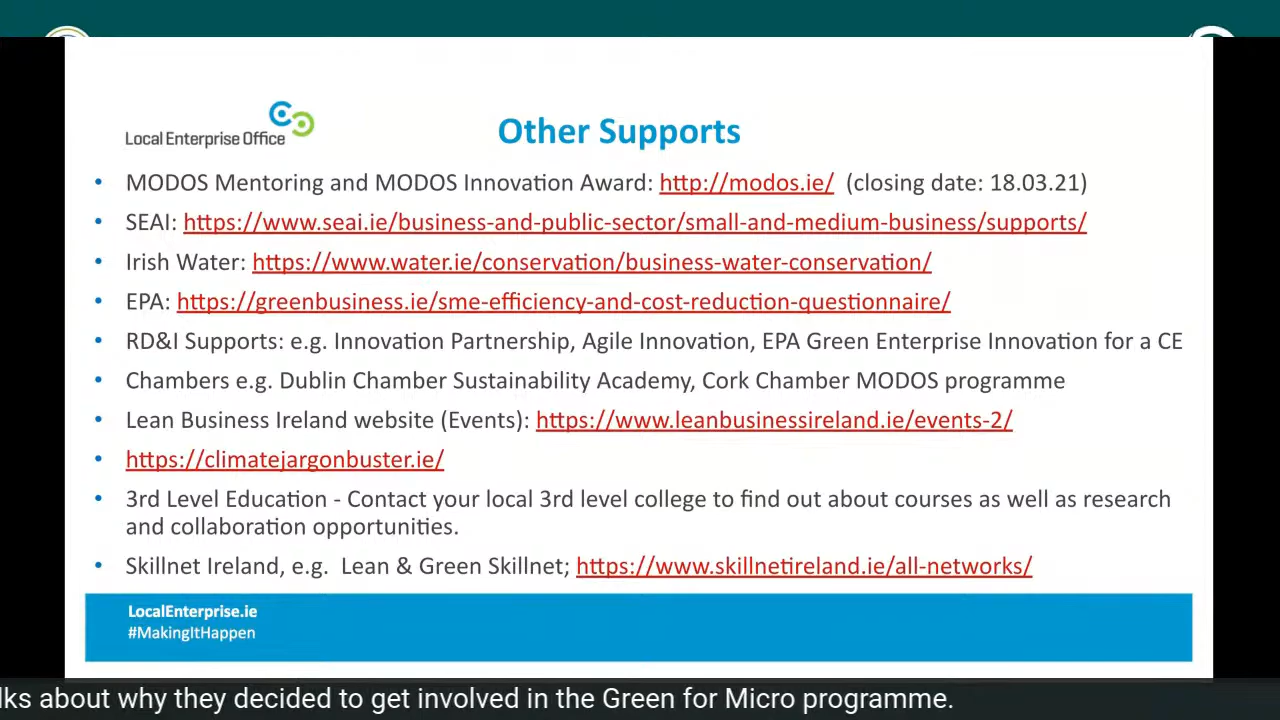 Local Enterprise Office
Other Supports
• MODOS Mentoring and MODOS Innovation Award: http://modos.ie/ (closing date: 18.03.21)
• SEAI: https://www.seai.ie/business-and-public-sector/small-and-medium-business/supports/
• Irish Water: https://www.water.ie/conservation/business-water-conservation/
• EPA: https://greenbusiness.ie/sme-efficiency-and-cost-reduction-questionnaire/
• RD&I Supports: e.g. Innovation Partnership, Agile Innovation, EPA Green Enterprise Innovation for a CE
• Chambers e.g. Dublin Chamber Sustainability Academy, Cork Chamber MODOS programme
• Lean Business Ireland website (Events): https://www.leanbusinessireland.ie/events-2/
• https://climatejargonbuster.ie/
• 3rd Level Education - Contact your local 3rd level college to find out about courses as well as research
and collaboration opportunities.
• Skillnet Ireland, e.g. Lean & Green Skillnet; https://www.skillnetireland.ie/all-networks/
LocalEnterprise.ie
#MakingItHappen
about why they decided to get involved in the Green for Micro programme.